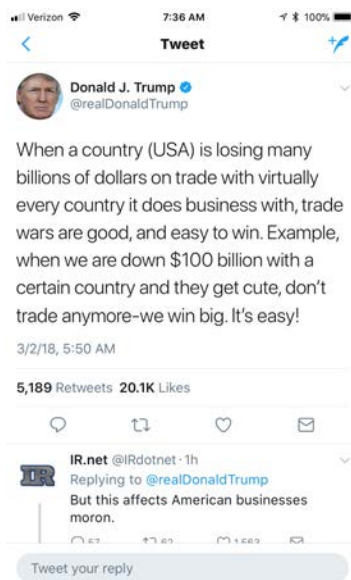 Verizon 7:36 AM 100%
Tweet
Donald J. Trump
@realDonaldTrump
When a country (USA) is losing many
billions of dollars on trade with virtually
every country it does business with, trade
wars are good, and easy to win. Example,
when we are down $100 billion with a
certain country and they get cute, don't
trade anymore-we win big. It's easy!
3/2/18, 5:50 AM
5,189 Retweets 20.1K Likes
IR
IR.net @IRdotnet · 1h
Replying to @realDonaldTrump
But this affects American businesses
moron.
Tweet your reply